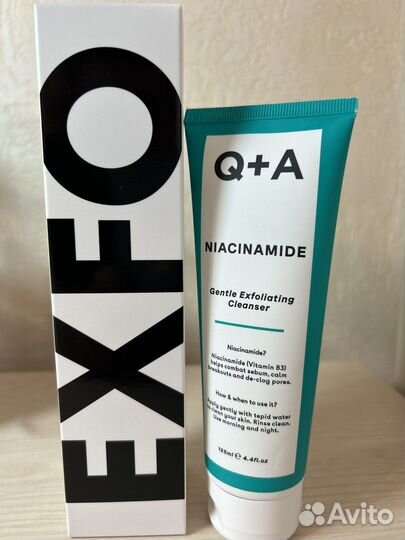 EXFO
Q+A
NIACINAMIDE
Gentle Exfoliating
Cleanser
Niacinamide?
Niacinamide (Vitamin B3)
helps combat sebum, calm
breakouts and de-clog pores.
How & when to use it?
Apply gently with tepid water
to clean your skin. Rinse clean.
Use morning and night.
125ml ℮ 4.4fl.oz
Avito